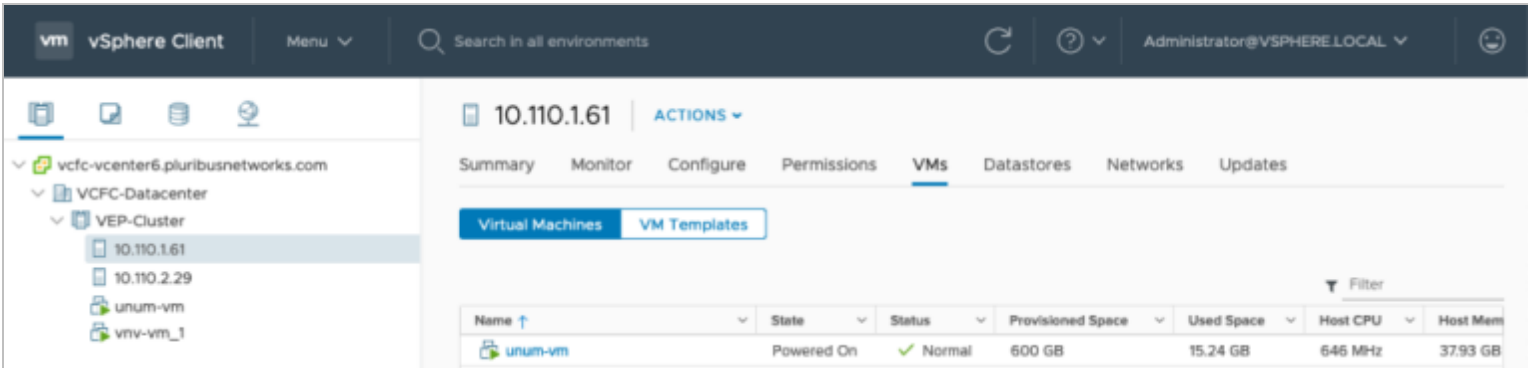 vm vSphere Client Menu Search in all environments Administrator@VSPHERE.LOCAL
vcfc-vcenter6.pluribusnetworks.com
VCFC-Datacenter
VEP-Cluster
10.110.1.61
10.110.2.29
unum-vm
vnv-vm_1
10.110.1.61 ACTIONS
Summary Monitor Configure Permissions VMs Datastores Networks Updates
Virtual Machines VM Templates
Filter
Name State Status Provisioned Space Used Space Host CPU Host Mem
unum-vm Powered On Normal 600 GB 15.24 GB 646 MHz 37.93 GB